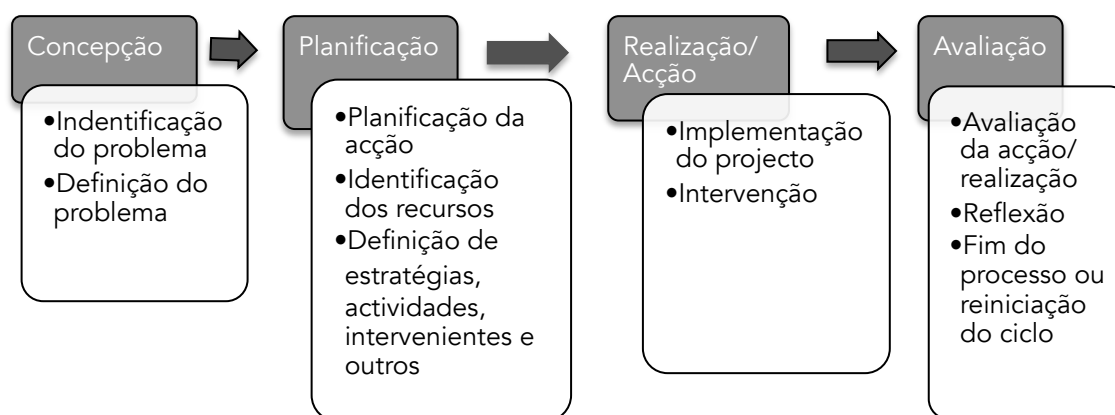 Concepção
•Indentificação
do problema
•Definição do
problema
Planificação
•Planificação da
acção
•Identificação
dos recursos
•Definição de
estratégias,
actividades,
intervenientes e
outros
Realização/
Acção
•Implementação
do projecto
•Intervenção
Avaliação
•Avaliação
da acção/
realização
•Reflexão
•Fim do
processo ou
reiniciação
do ciclo